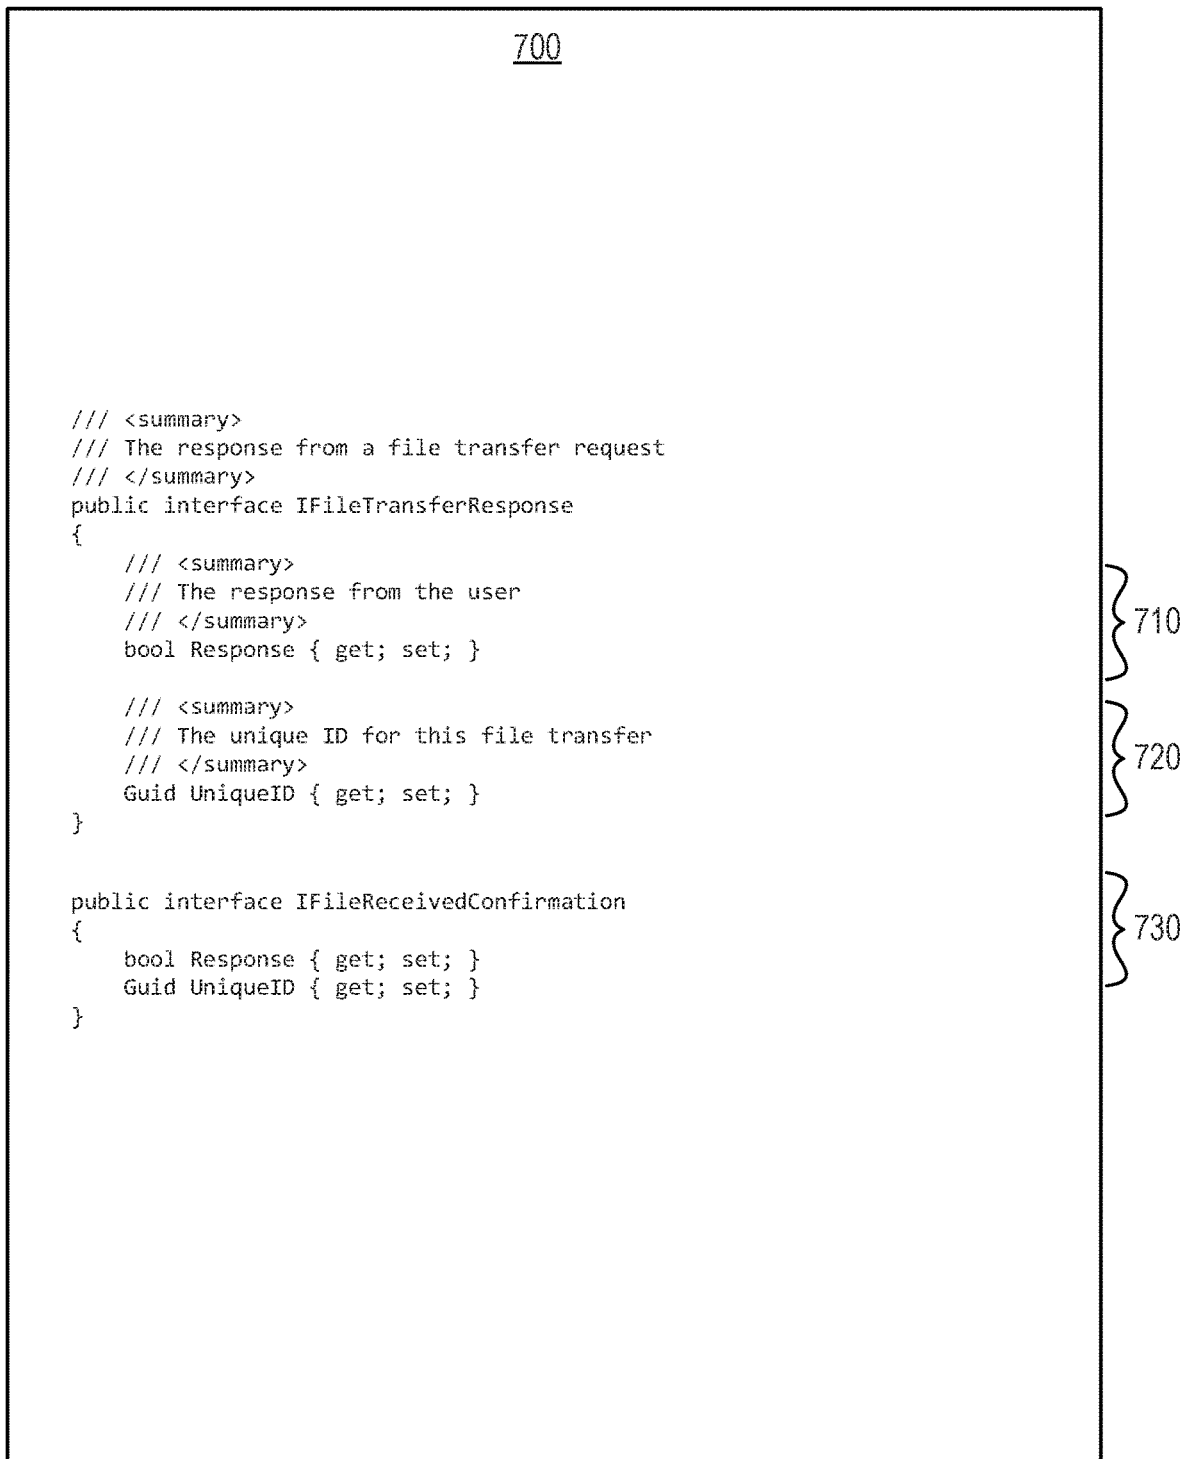 700
/// <summary>
/// The response from a file transfer request
/// </summary>
public interface IFileTransferResponse
{
    /// <summary>
    /// The response from the user
    /// </summary>
    bool Response { get; set; }
710
    /// <summary>
    /// The unique ID for this file transfer
    /// </summary>
    Guid UniqueID { get; set; }
720
}
public interface IFileReceivedConfirmation
{
    bool Response { get; set; }
    Guid UniqueID { get; set; }
730
}